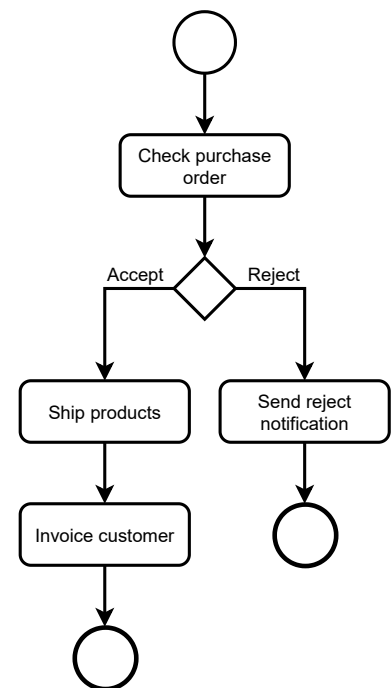 Check purchase
order
Accept
Reject
Ship products
Send reject
notification
Invoice customer